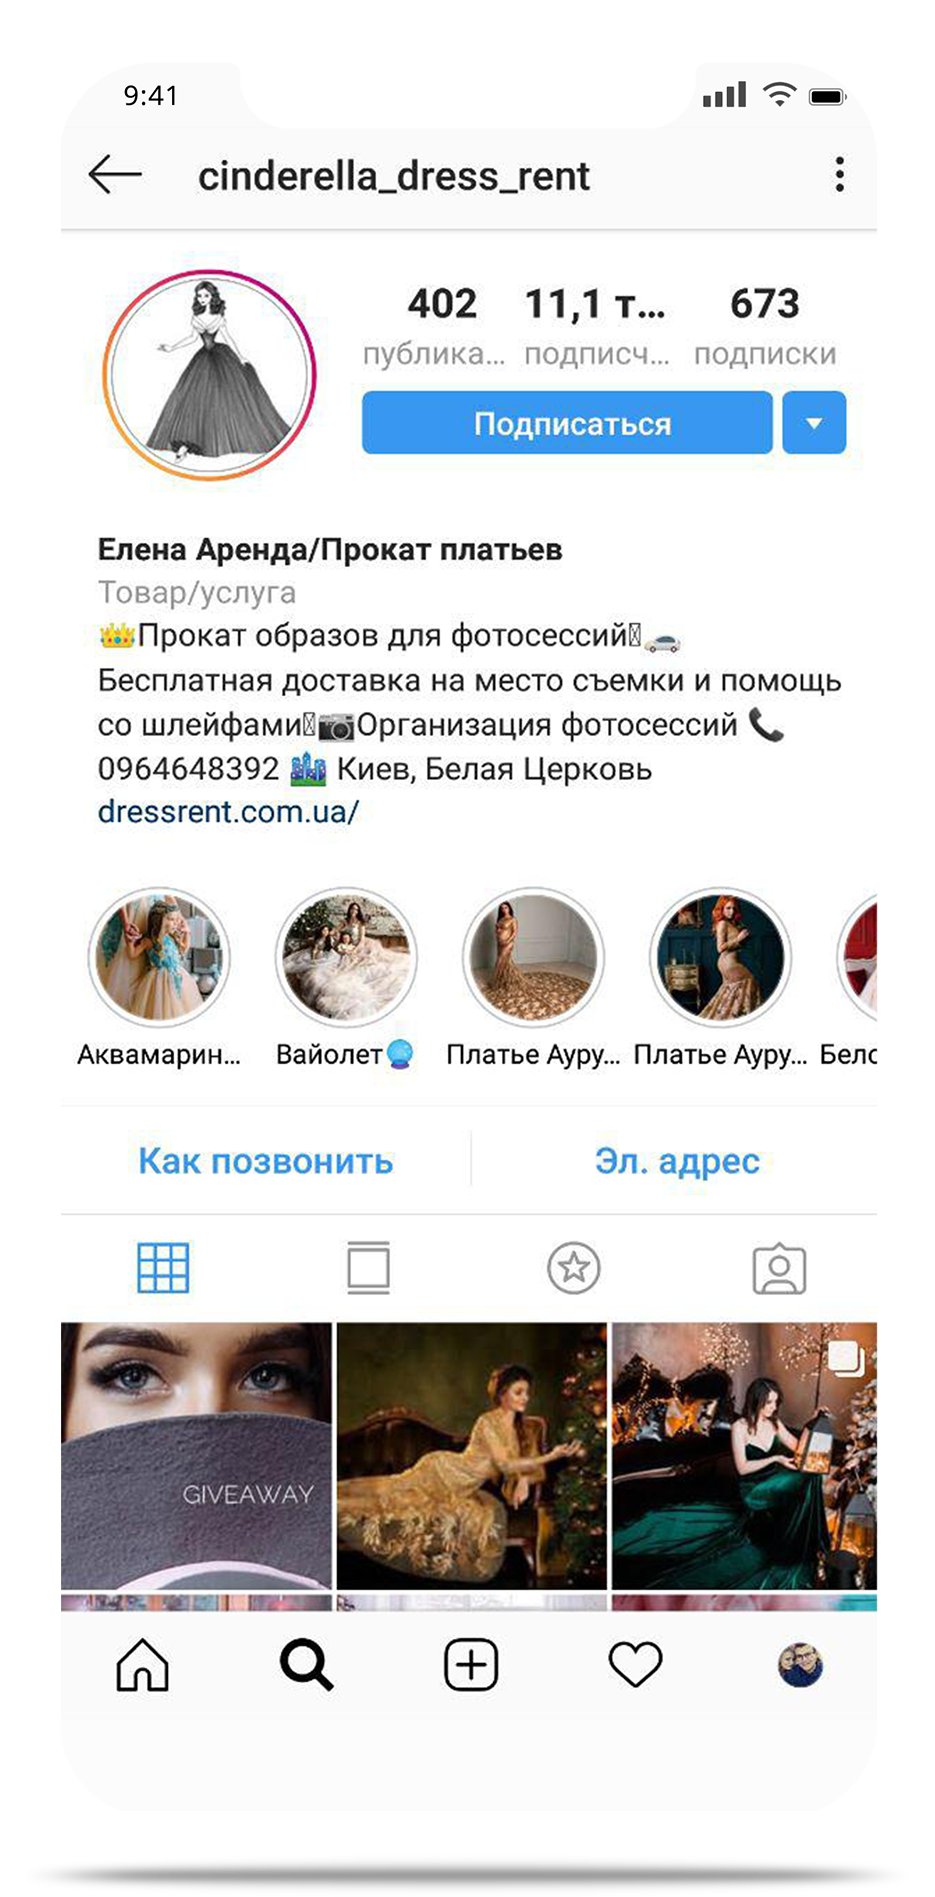 9:41
cinderella_dress_rent
402 11,1 т... 673
публика... подписч... подписки
Подписаться
Елена Аренда/Прокат платьев
Товар/услуга
👑Прокат образов для фотосессий🚗
Бесплатная доставка на место съемки и помощь
со шлейфами📷Организация фотосессий 📞
0964648392 🏙 Киев, Белая Церковь
dressrent.com.ua/
Аквамарин... Вайолет🔮 Платье Ауру... Платье Ауру... Бело
Как позвонить Эл. адрес
GIVEAWAY